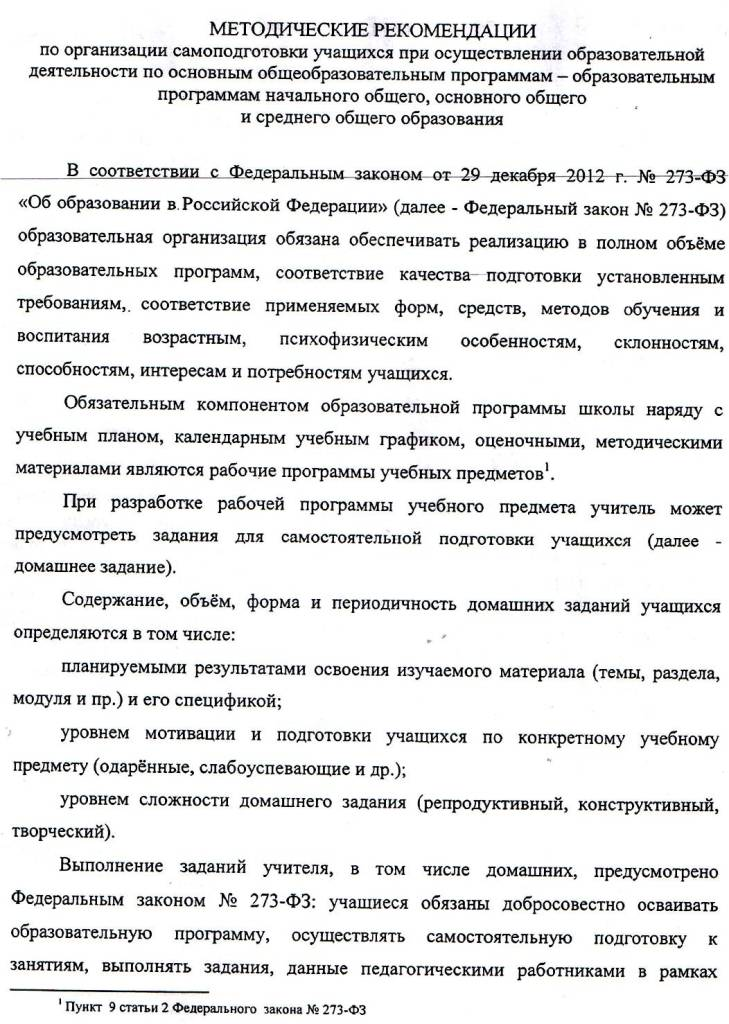 МЕТОДИЧЕСКИЕ РЕКОМЕНДАЦИИ
по организации самоподготовки учащихся при осуществлении образовательной
деятельности по основным общеобразовательным программам – образовательным
программам начального общего, основного общего
и среднего общего образования
В соответствии с Федеральным законом от 29 декабря 2012 г. № 273-ФЗ
«Об образовании в Российской Федерации» (далее - Федеральный закон № 273-ФЗ)
образовательная организация обязана обеспечивать реализацию в полном объёме
образовательных программ, соответствие качества подготовки установленным
требованиям, соответствие применяемых форм, средств, методов обучения и
воспитания возрастным, психофизическим особенностям, склонностям,
способностям, интересам и потребностям учащихся.
Обязательным компонентом образовательной программы школы наряду с
учебным планом, календарным учебным графиком, оценочными, методическими
материалами являются рабочие программы учебных предметов¹.
При разработке рабочей программы учебного предмета учитель может
предусмотреть задания для самостоятельной подготовки учащихся (далее -
домашнее задание).
Содержание, объём, форма и периодичность домашних заданий учащихся
определяются в том числе:
планируемыми результатами освоения изучаемого материала (темы, раздела,
модуля и пр.) и его спецификой;
уровнем мотивации и подготовки учащихся по конкретному учебному
предмету (одарённые, слабоуспевающие и др.);
уровнем сложности домашнего задания (репродуктивный, конструктивный,
творческий).
Выполнение заданий учителя, в том числе домашних, предусмотрено
Федеральным законом № 273-ФЗ: учащиеся обязаны добросовестно осваивать
образовательную программу, осуществлять самостоятельную подготовку к
занятиям, выполнять задания, данные педагогическими работниками в рамках
¹ Пункт 9 статьи 2 Федерального закона № 273-ФЗ